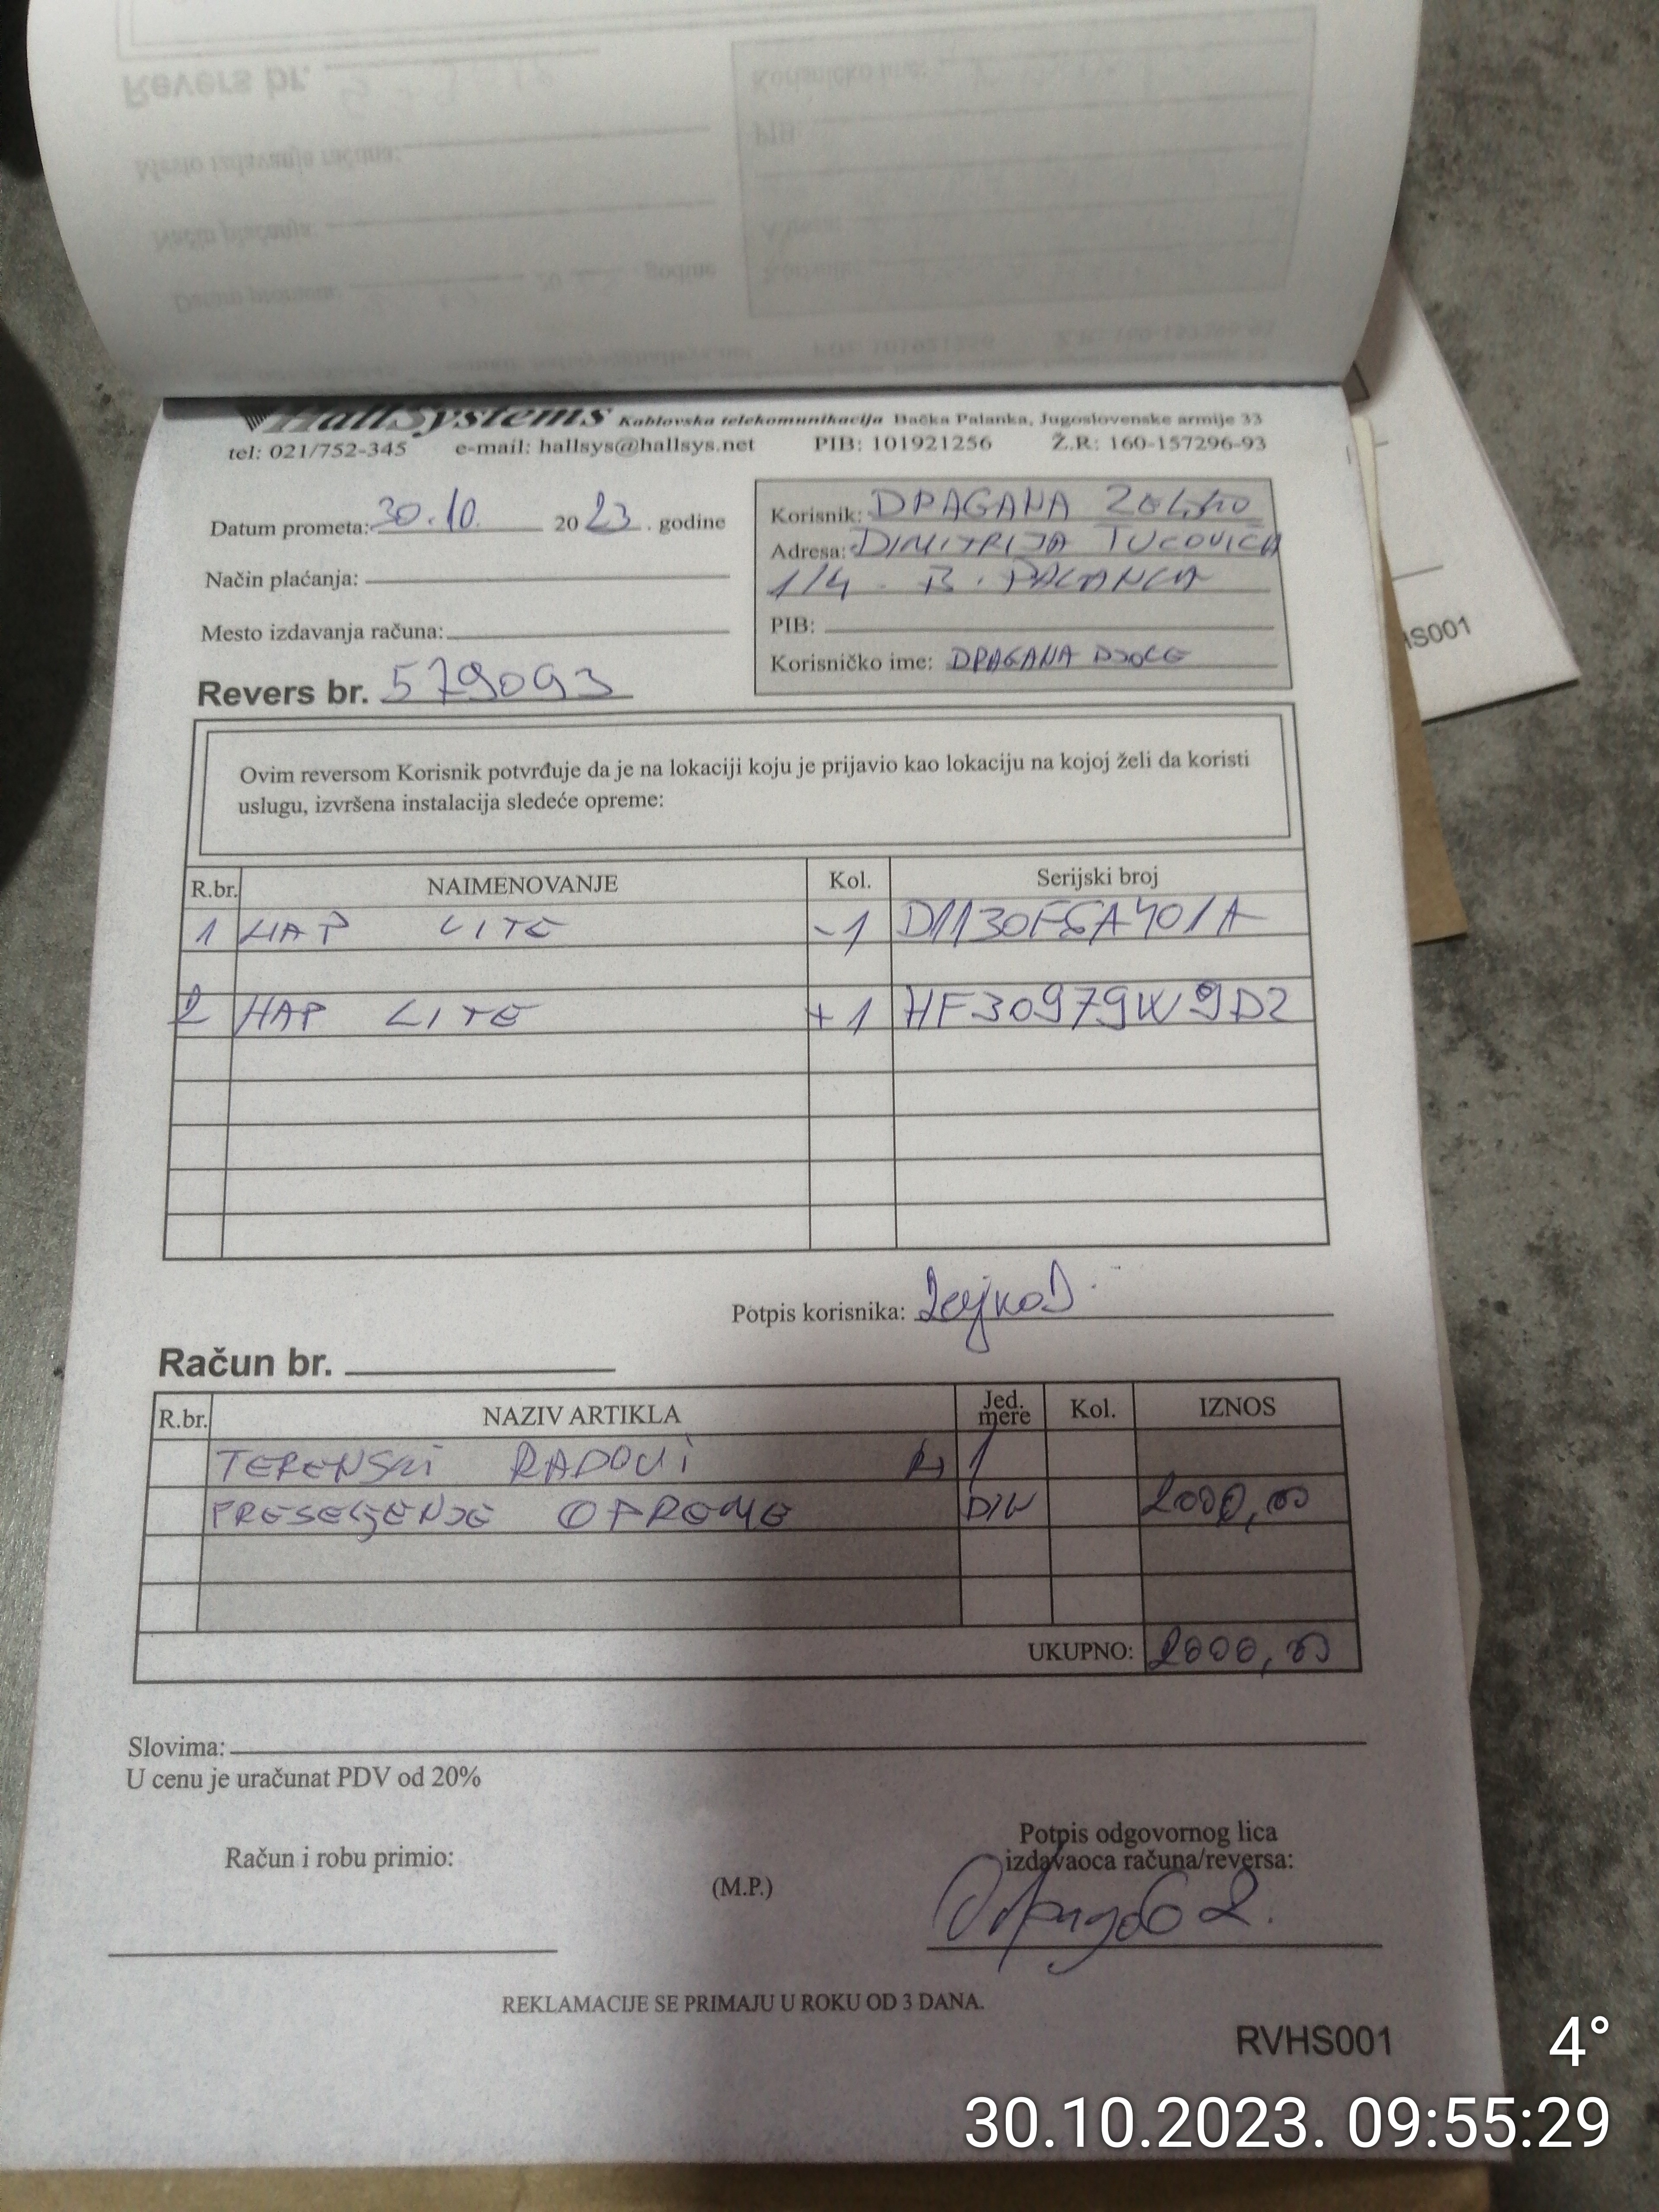 HallSystems Kablovska telekomunikacija Bačka Palanka, Jugoslovenske armije 33
tel: 021/752-345 e-mail: hallsys@hallsys.net PIB: 101921256 Ž.R: 160-157296-93
Datum prometa: 30.10. 2023. godine
Način plaćanja:
Mesto izdavanja računa:
Revers br. 579093
Korisnik: DRAGANA
Adresa: DIMITRIJA TUCOVICA
1/4 - B. PALANKA
PIB:
Korisničko ime: DRAGANA
Ovim reversom Korisnik potvrđuje da je na lokaciji koju je prijavio kao lokaciju na kojoj želi da koristi
uslugu, izvršena instalacija sledeće opreme:
R.br. NAIMENOVANJE Kol. Serijski broj
1 HAP LITE -1
2 HAP LITE +1 HF30979W9D2
Potpis korisnika:
Račun br.
R.br. NAZIV ARTIKLA Jed. mere Kol. IZNOS
TERENSKI RADOVI 1
PRESELJENJE OPREME DIN 2000,00
UKUPNO: 2000,00
Slovima:
U cenu je uračunat PDV od 20%
Račun i robu primio:
(M.P.)
Potpis odgovornog lica
izdavaoca računa/reversa:
REKLAMACIJE SE PRIMAJU U ROKU OD 3 DANA.
RVHS001
HS001
4°
30.10.2023. 09:55:29